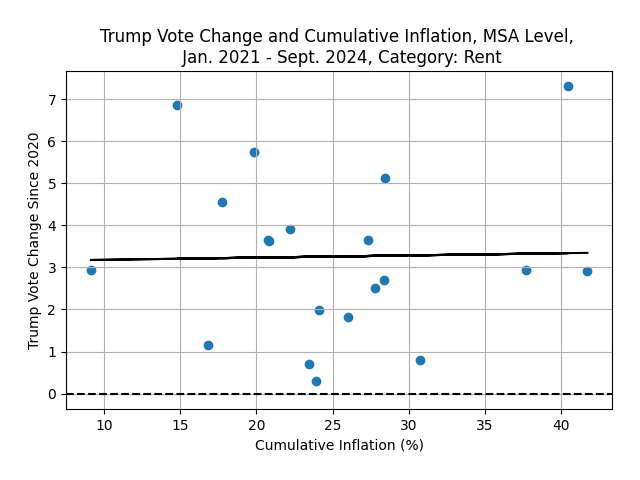 Trump Vote Change and Cumulative Inflation, MSA Level,
Jan. 2021 - Sept. 2024, Category: Rent
Trump Vote Change Since 2020
7
6
5
4
3
2
1
0
10 15 20 25 30 35 40
Cumulative Inflation (%)